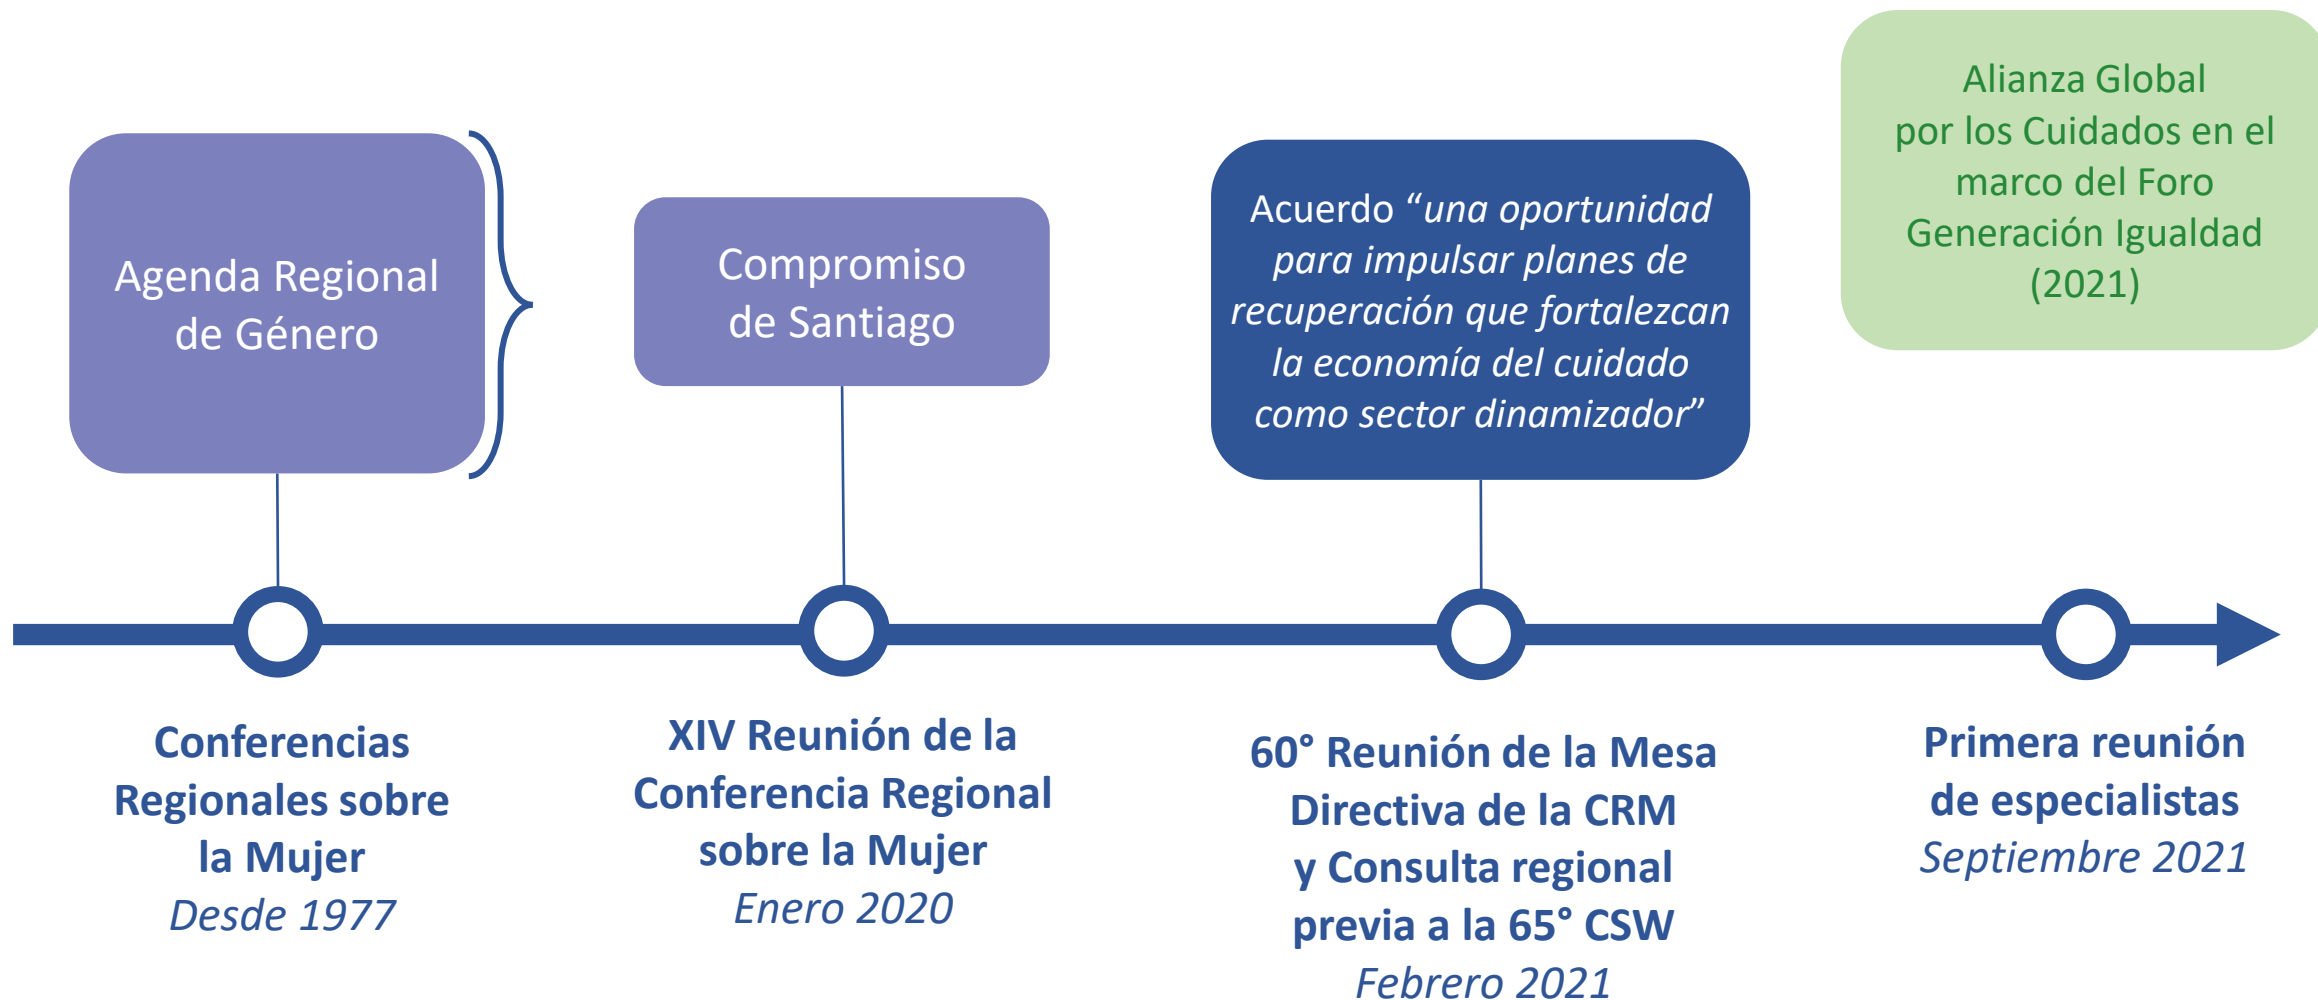 Agenda Regional
de Género
Compromiso
de Santiago
Acuerdo “una oportunidad
para impulsar planes de
recuperación que fortalezcan
la economía del cuidado
como sector dinamizador”
Alianza Global
por los Cuidados en el
marco del Foro
Generación Igualdad
(2021)
Conferencias
Regionales sobre
la Mujer
Desde 1977
XIV Reunión de la
Conferencia Regional
sobre la Mujer
Enero 2020
60° Reunión de la Mesa
Directiva de la CRM
y Consulta regional
previa a la 65° CSW
Febrero 2021
Primera reunión
de especialistas
Septiembre 2021